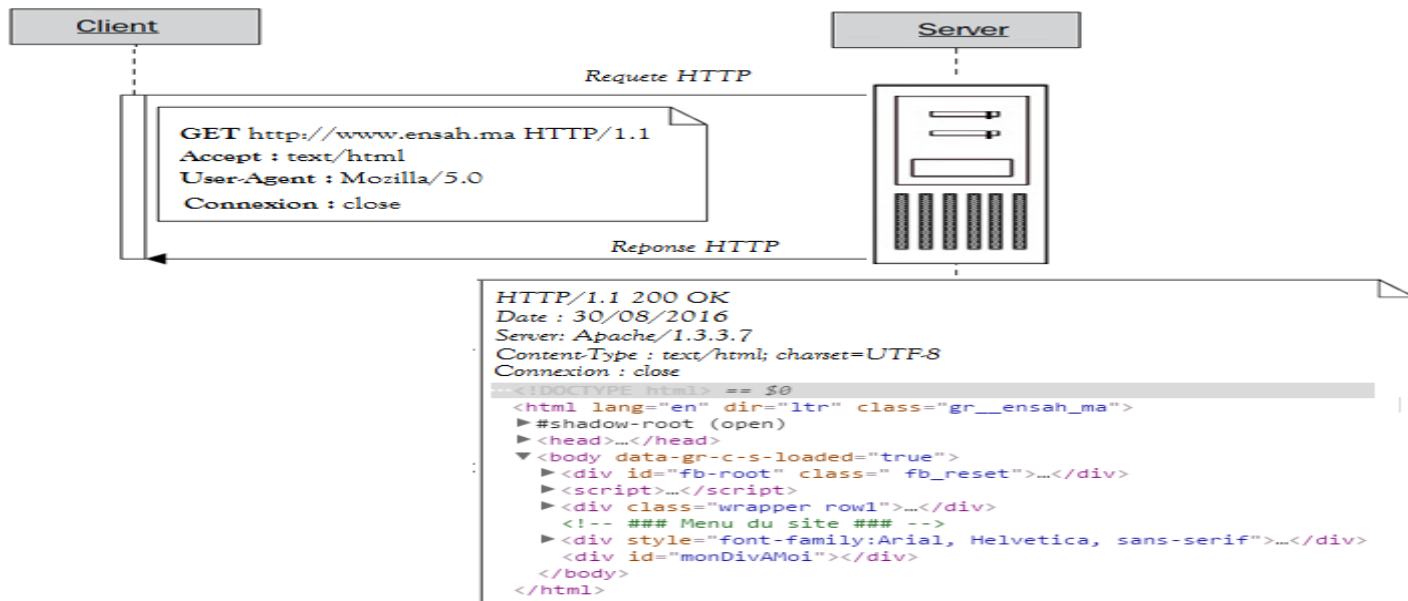 Client
Server
Requete HTTP
GET http://www.ensah.ma HTTP/1.1
Accept : text/html
User-Agent : Mozilla/5.0
Connexion : close
Reponse HTTP
HTTP/1.1 200 OK
Date : 30/08/2016
Server: Apache/1.3.3.7
Content-Type : text/html; charset=UTF-8
Connexion : close
...<!DOCTYPE html> == $0
<html lang="en" dir="ltr" class="gr__ensah_ma">
▶#shadow-root (open)
▶<head>…</head>
▼<body data-gr-c-s-loaded="true">
▶<div id="fb-root" class=" fb_reset">…</div>
▶<script>…</script>
▶<div class="wrapper row1">…</div>
<!-- ### Menu du site ### -->
▶<div style="font-family:Arial, Helvetica, sans-serif">…</div>
<div id="monDivAMoi"></div>
</body>
</html>